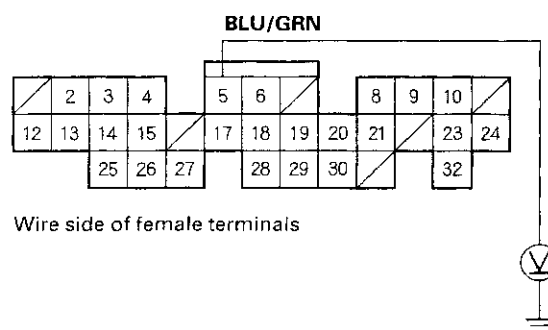 BLU/GRN
2 3 4 5 6 8 9 10
12 13 14 15 17 18 19 20 21 23 24
25 26 27 28 29 30 32
Wire side of female terminals
V